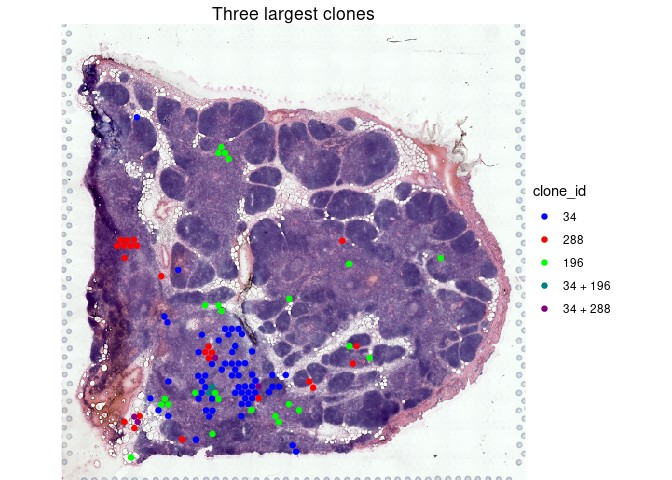 Three largest clones
clone_id
34
288
196
34 + 196
34 + 288